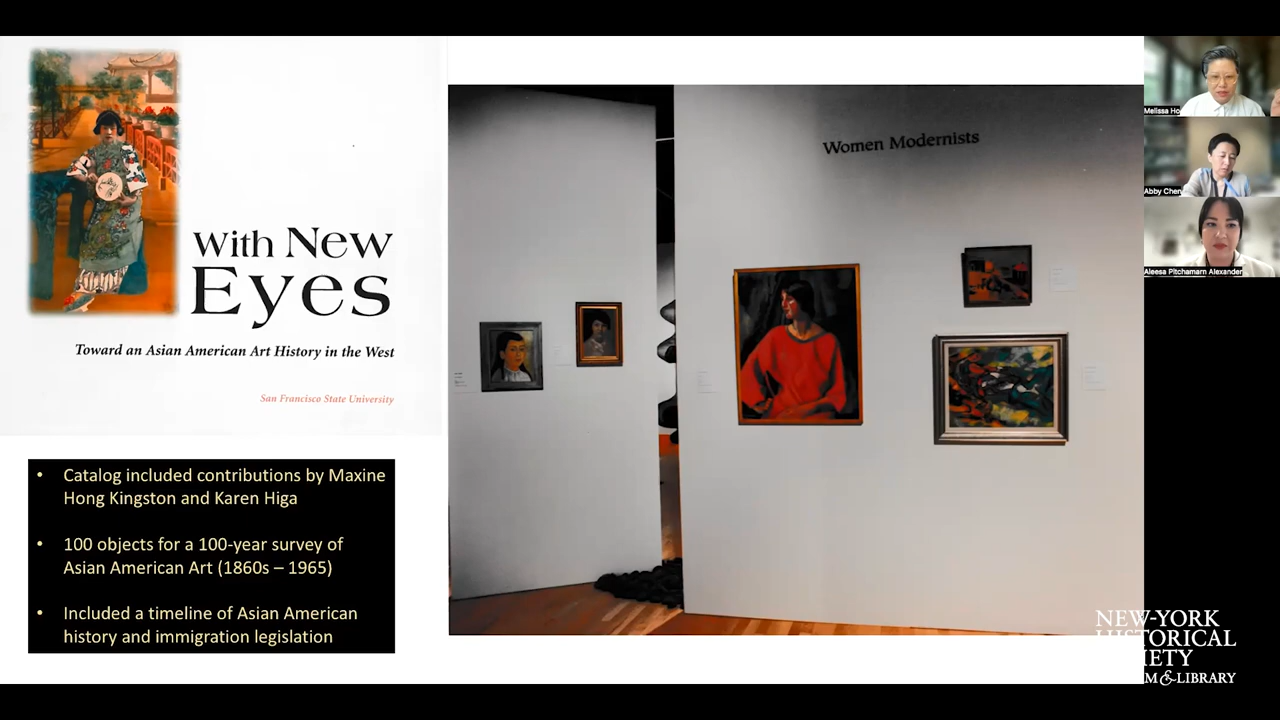 With New
Eyes
Toward an Asian American Art History in the West
San Francisco State University
• Catalog included contributions by Maxine
Hong Kingston and Karen Higa
• 100 objects for a 100-year survey of
Asian American Art (1860s – 1965)
• Included a timeline of Asian American
history and immigration legislation
Women Modernists
Melissa Ho
Abby Chen
Aleesa Pitchamarn Alexander
NEW-YORK
HISTORICAL
IETY
M & LIBRARY